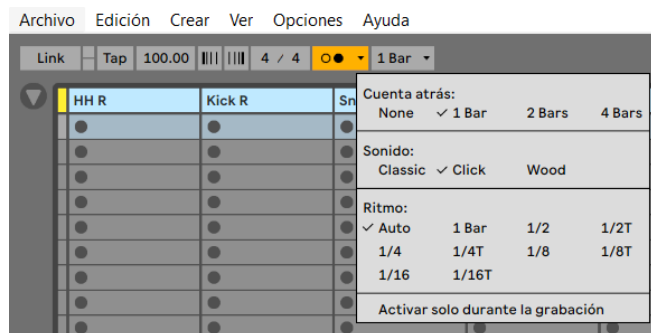 Archivo Edición Crear Ver Opciones Ayuda
Link Tap 100.00 4 / 4 1 Bar
HH R Kick R Sn
Cuenta atrás:
None ✓ 1 Bar 2 Bars 4 Bars
Sonido:
Classic ✓ Click Wood
Ritmo:
✓ Auto 1 Bar 1/2 1/2T
1/4 1/4T 1/8 1/8T
1/16 1/16T
Activar solo durante la grabación